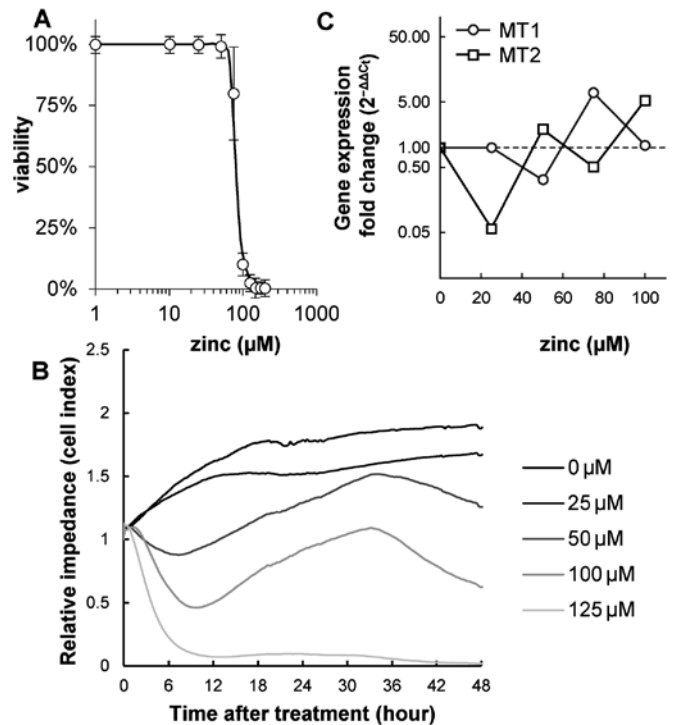 A
100%
75%
50%
25%
0%
viability
1 10 100 1000
zinc (µM)
C
MT1
MT2
50.00
5.00
1.00
0.50
0.05
Gene expression
fold change (2^-ΔΔCt)
0 20 40 60 80 100
zinc (µM)
B
2.5
2
1.5
1
0.5
0
Relative impedance (cell index)
0 6 12 18 24 30 36 42 48
Time after treatment (hour)
0 µM
25 µM
50 µM
100 µM
125 µM